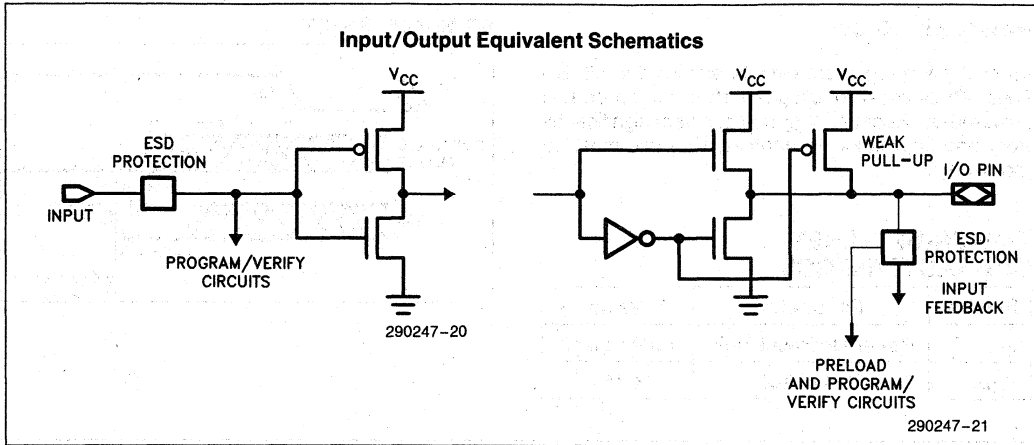 Input/Output Equivalent Schematics
VCC
ESD
PROTECTION
INPUT
PROGRAM/VERIFY
CIRCUITS
290247-20
VCC
VCC
WEAK
PULL-UP
I/O PIN
ESD
PROTECTION
INPUT
FEEDBACK
PRELOAD
AND PROGRAM/
VERIFY CIRCUITS
290247-21